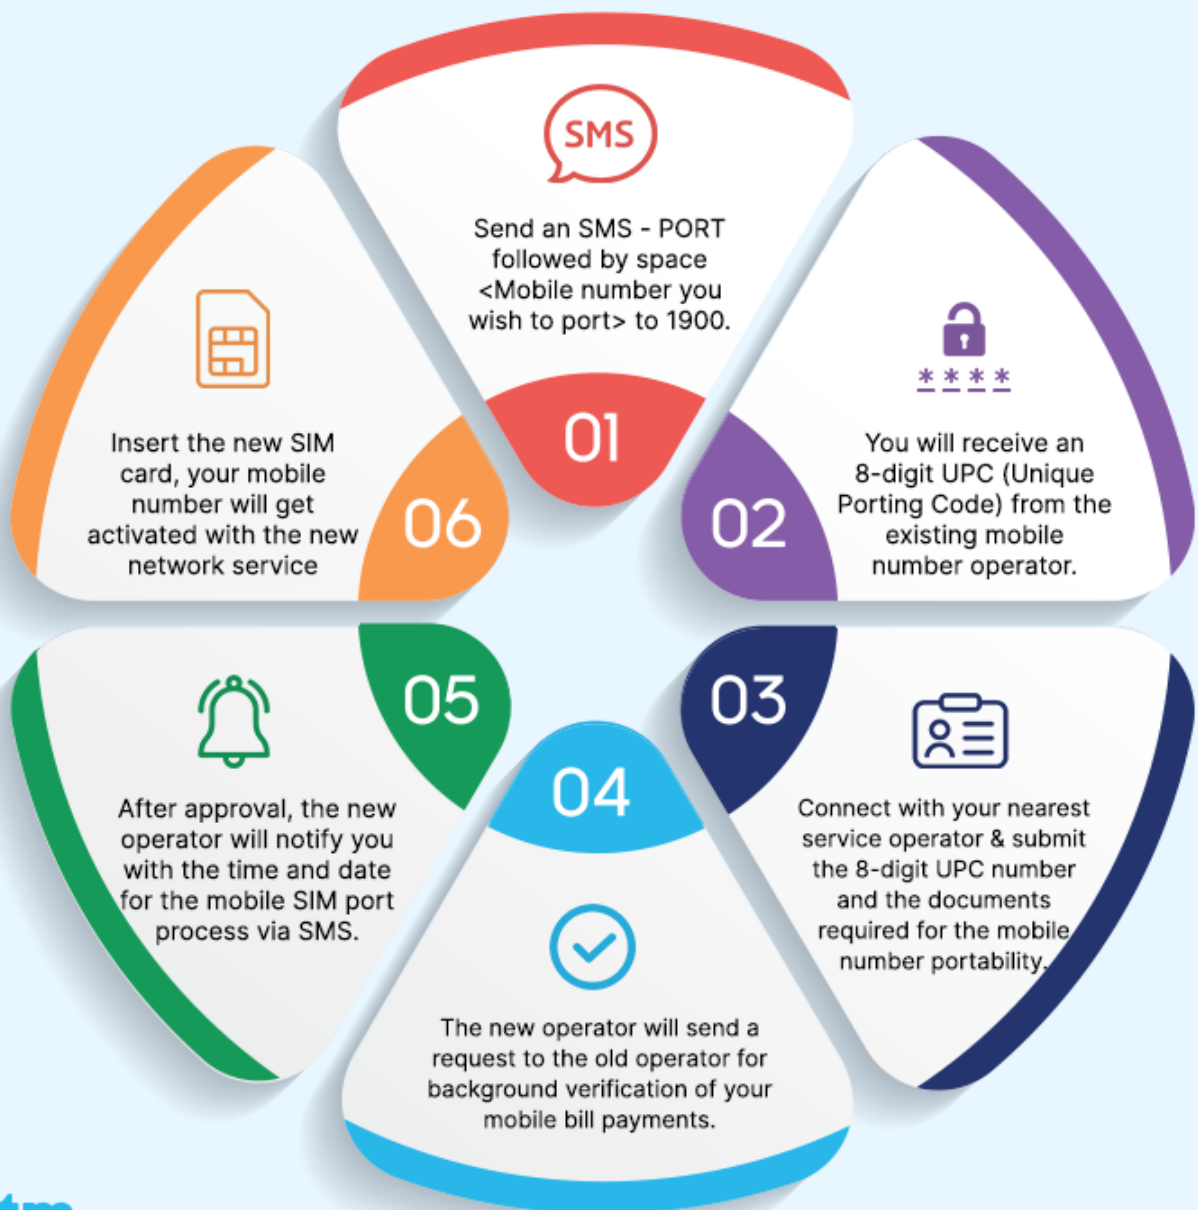 SMS
Send an SMS - PORT
followed by space
<Mobile number you
wish to port> to 1900.
01
* * * *
You will receive an
8-digit UPC (Unique
Porting Code) from the
existing mobile
number operator.
02
03
Connect with your nearest
service operator & submit
the 8-digit UPC number
and the documents
required for the mobile
number portability.
04
The new operator will send a
request to the old operator for
background verification of your
mobile bill payments.
05
After approval, the new
operator will notify you
with the time and date
for the mobile SIM port
process via SMS.
Insert the new SIM
card, your mobile
number will get
activated with the new
network service
06